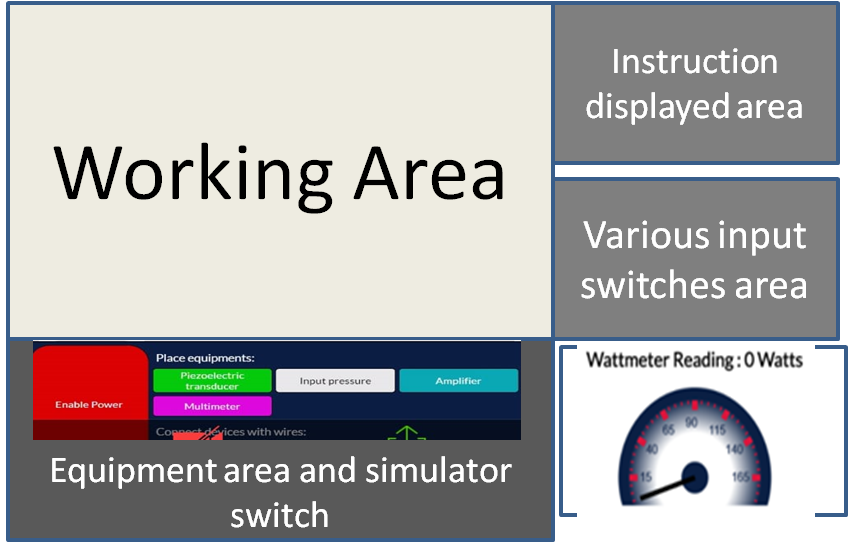 Working Area
Instruction
displayed area
Various input
switches area
Place equipments:
Piezoelectric
transducer
Input pressure
Amplifier
Enable Power
Multimeter
Connect devices with wires:
Equipment area and simulator
switch
Wattmeter Reading : 0 Watts
15
40
65
90
115
140
165